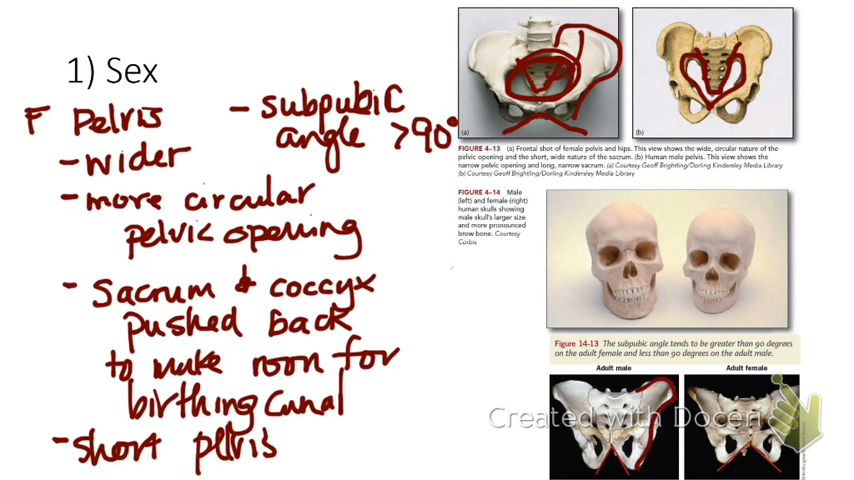 1) Sex
F Pelvis
- wider
- more circular
pelvic opening
- sacrum & coccyx
pushed back
to make room for
birthing canal
- short pelvis
- subpubic
angle >90°
(a)
(b)
FIGURE 4–13 (a) Frontal shot of female pelvis and hips. This view shows the wide, circular nature of the
pelvic opening and the short, wide nature of the sacrum. (b) Human male pelvis. This view shows the
narrow pelvic opening and long, narrow sacrum. (a) Courtesy Geoff Brightling/Dorling Kindersley Media Library
(b) Courtesy Geoff Brightling/Dorling Kindersley Media Library
FIGURE 4–14 Male
(left) and female (right)
human skulls showing
male skull's larger size
and more pronounced
brow bone. Courtesy
Corbis
Figure 14-13 The subpubic angle tends to be greater than 90 degrees
on the adult female and less than 90 degrees on the adult male.
Adult male
Adult female
Created with Doceri